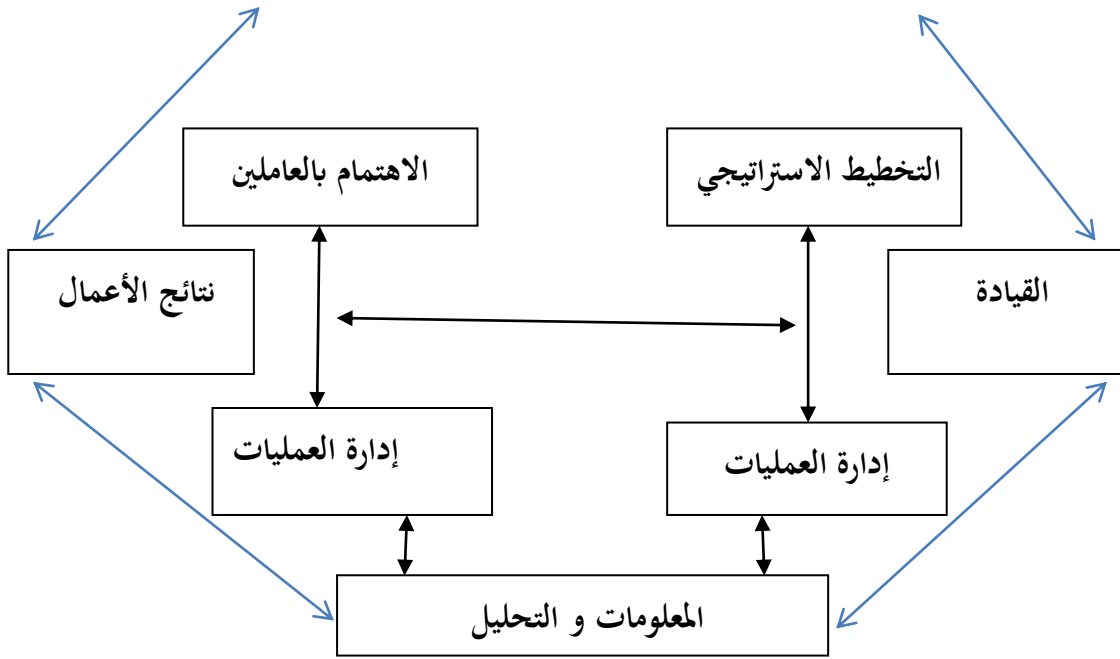 التخطيط الاستراتيجي
الاهتمام بالعاملين
القيادة
نتائج الأعمال
إدارة العمليات
إدارة العمليات
المعلومات و التحليل